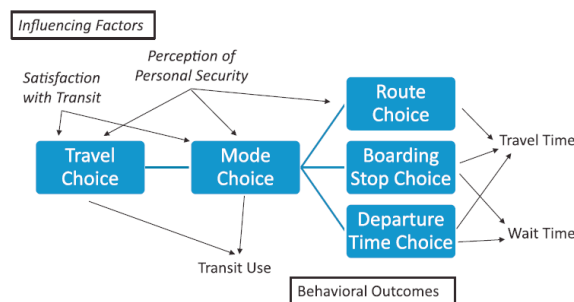 Influencing Factors
Perception of
Personal Security
Satisfaction
with Transit
Route
Choice
Travel
Choice
Mode
Choice
Boarding
Stop Choice
Travel Time
Departure
Time Choice
Wait Time
Transit Use
Behavioral Outcomes